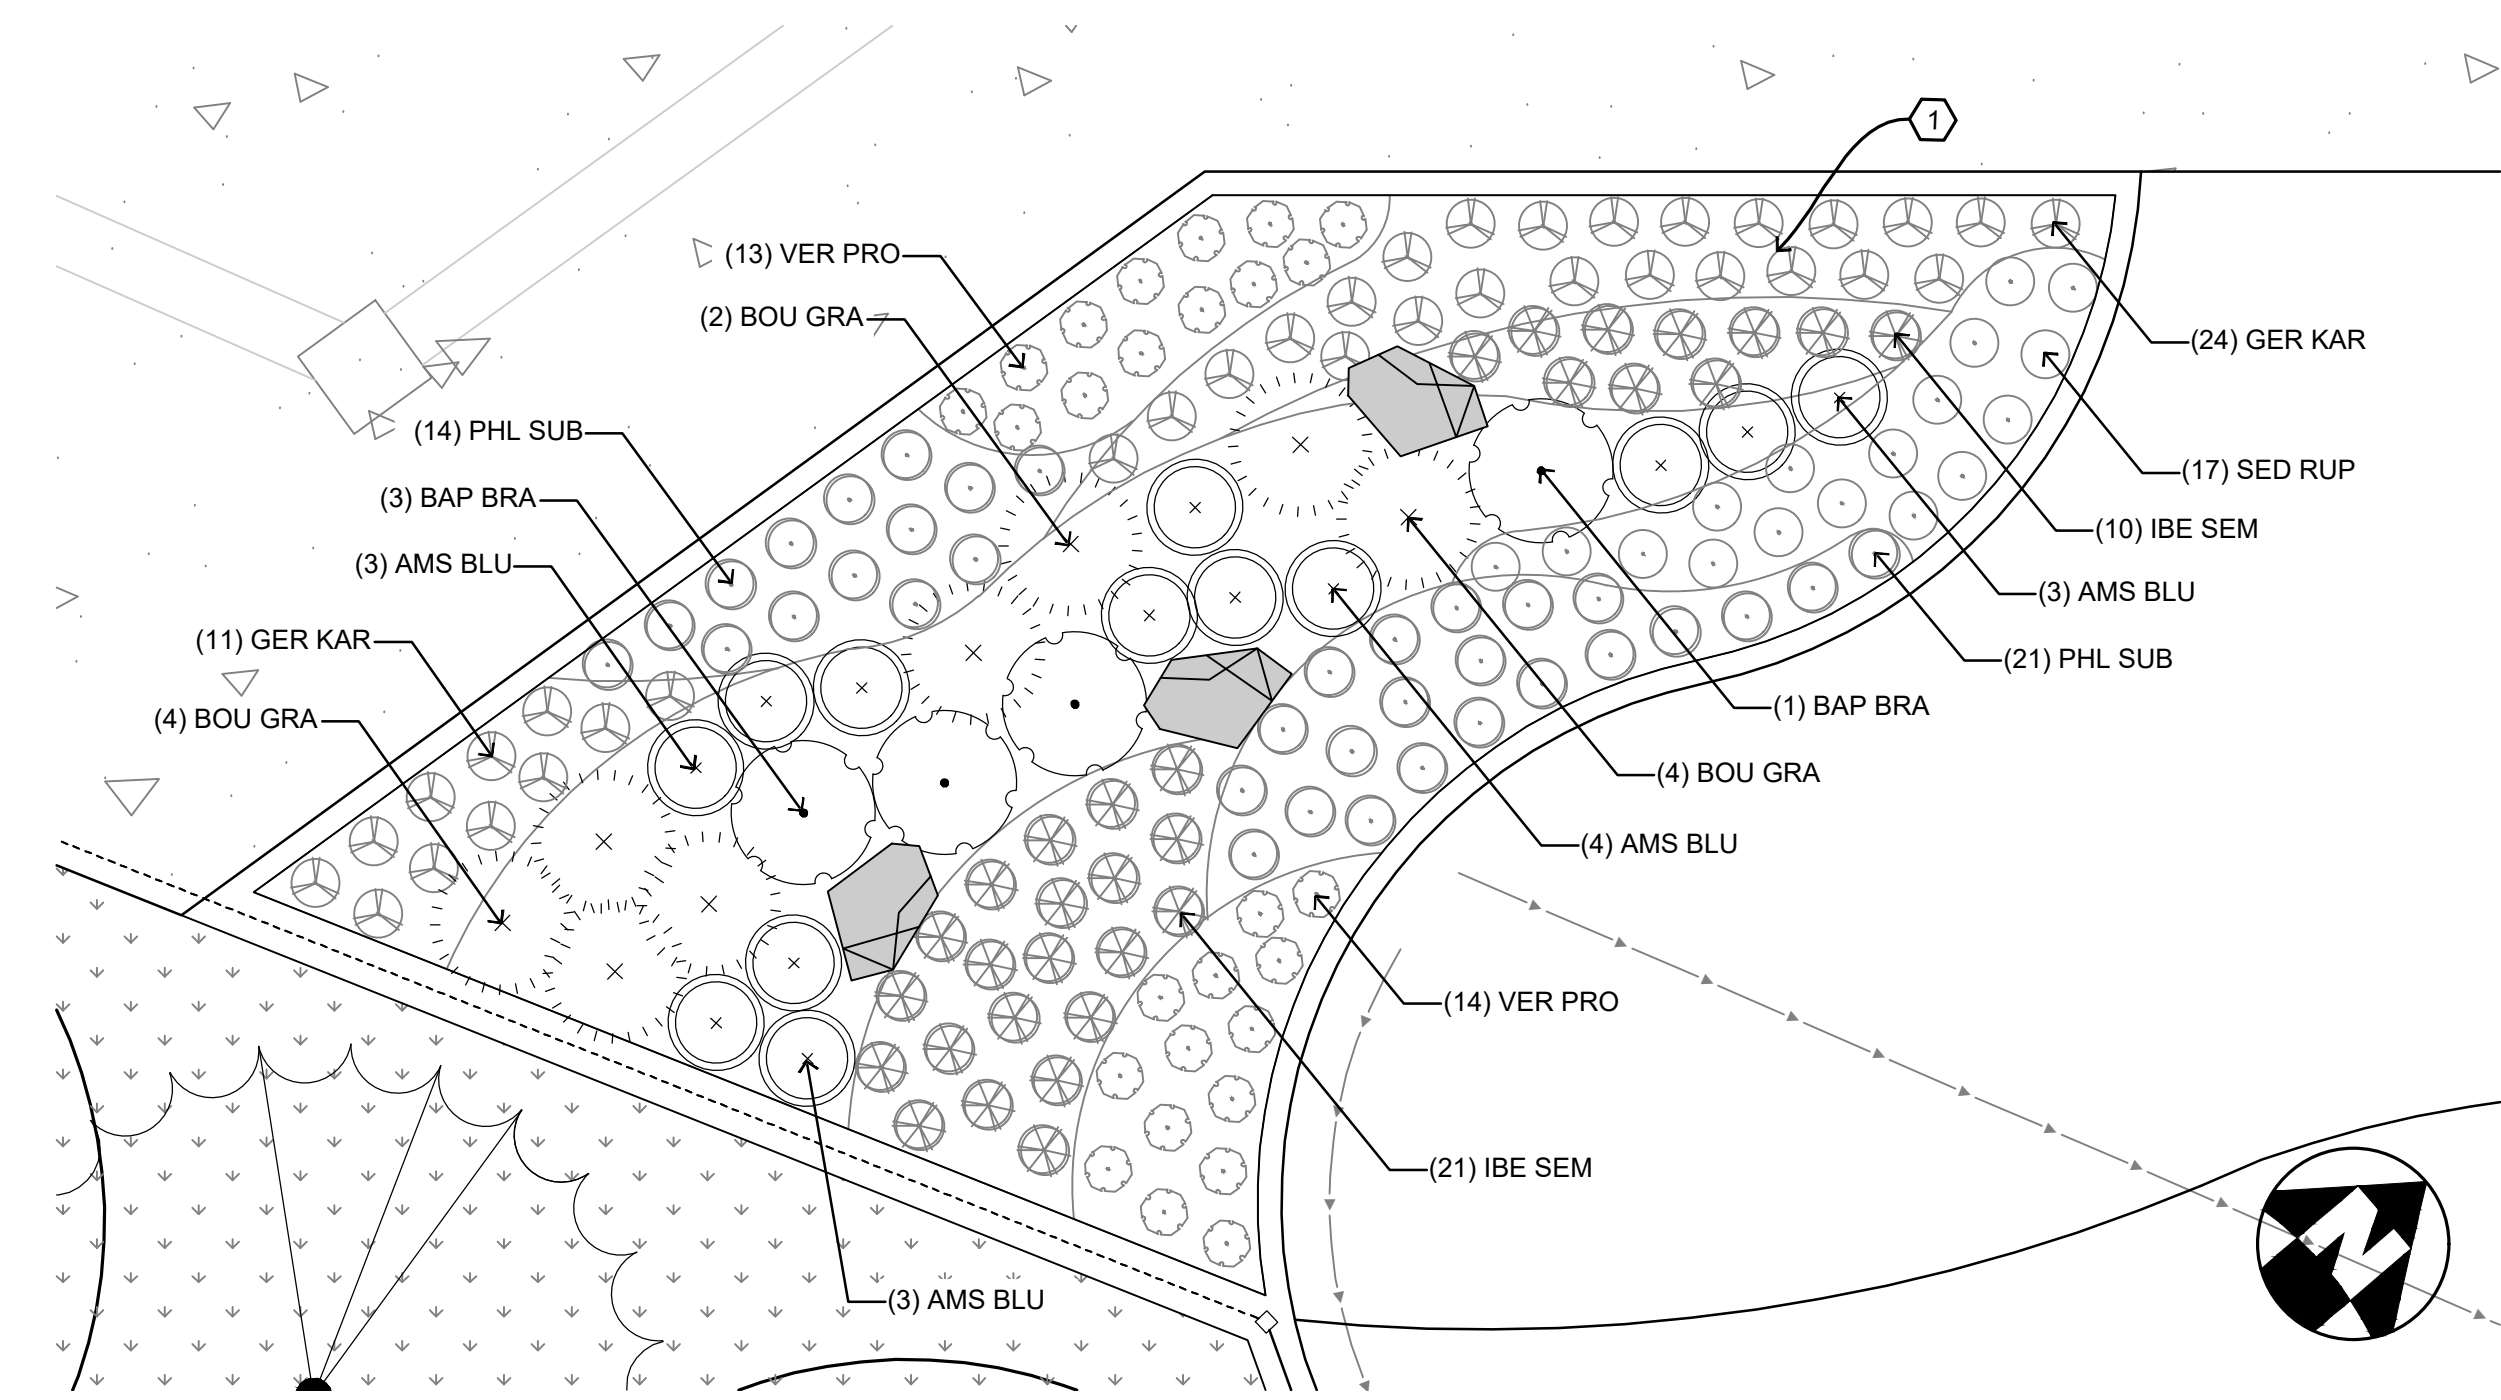 1
(13) VER PRO
(2) BOU GRA
(24) GER KAR
(14) PHL SUB
(17) SED RUP
(3) BAP BRA
(10) IBE SEM
(3) AMS BLU
(3) AMS BLU
(11) GER KAR
(21) PHL SUB
(4) BOU GRA
(1) BAP BRA
(4) BOU GRA
(4) AMS BLU
(14) VER PRO
(21) IBE SEM
(3) AMS BLU
N